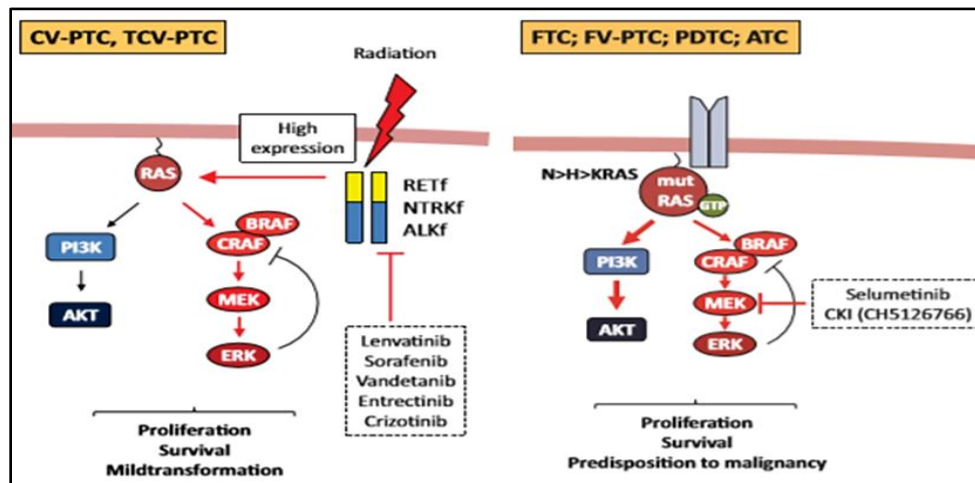 CV-PTC, TCV-PTC
Radiation
High
expression
RAS
RETf
NTRKf
ALKf
PI3K
BRAF
CRAF
AKT
MEK
ERK
Lenvatinib
Sorafenib
Vandetanib
Entrectinib
Crizotinib
Proliferation
Survival
Mildtransformation
FTC; FV-PTC; PDTC; ATC
N>H>KRAS
mut
RAS
GTP
PI3K
BRAF
CRAF
AKT
MEK
ERK
Selumetinib
CKI (CH5126766)
Proliferation
Survival
Predisposition to malignancy